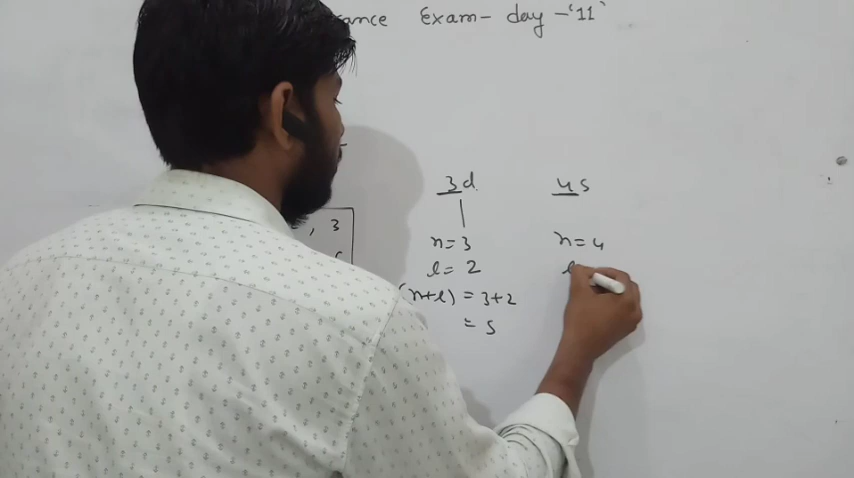 Exam - day - '11'
3d 4s
, 3
n = 3 n = 4
l = 2 l
(n+l) = 3+2
= 5